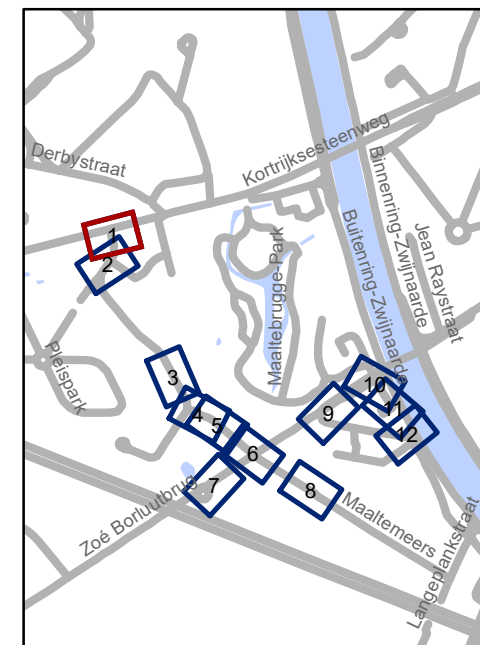 Kortrijksesteenweg
Derbystraat
Binnenring-Zwijnaarde
Buitenring-Zwijnaarde
Jean Raystraat
Maaltebrugge-Park
1
2
Pleispark
3
4
5
6
7
8
9
10
11
12
Zoé Borluutbrug
Maaltemeers
Langeplankstraat